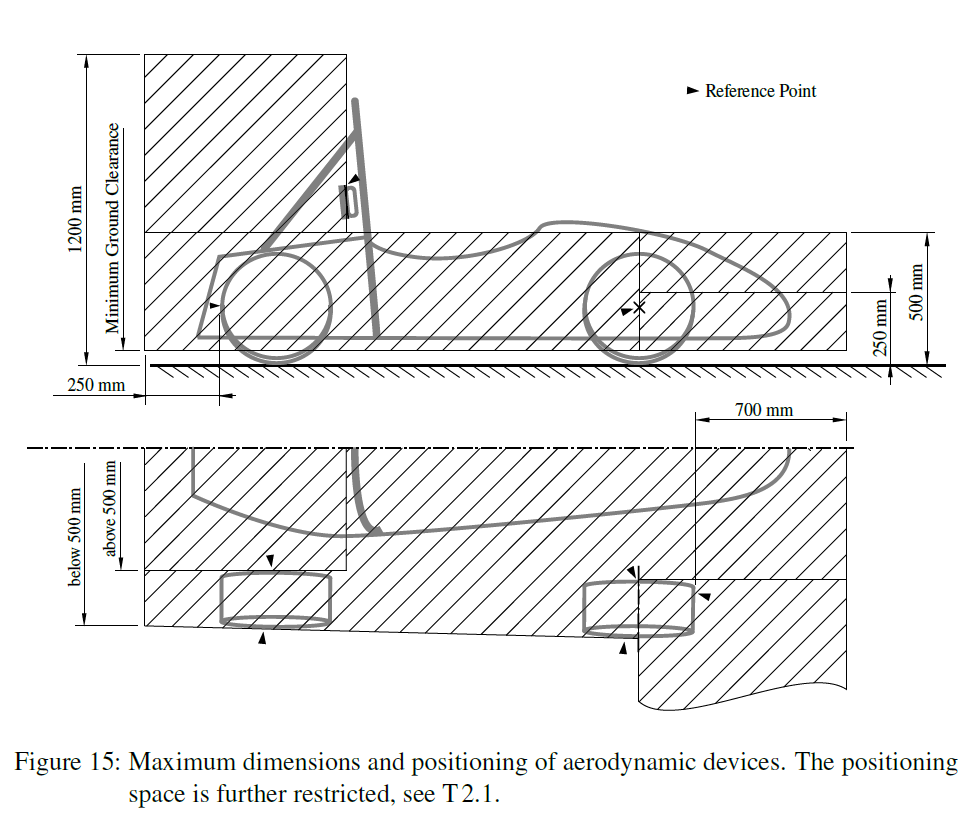 Reference Point
1200 mm
Minimum Ground Clearance
500 mm
250 mm
250 mm
700 mm
below 500 mm
above 500 mm
Figure 15: Maximum dimensions and positioning of aerodynamic devices. The positioning
space is further restricted, see T 2.1.